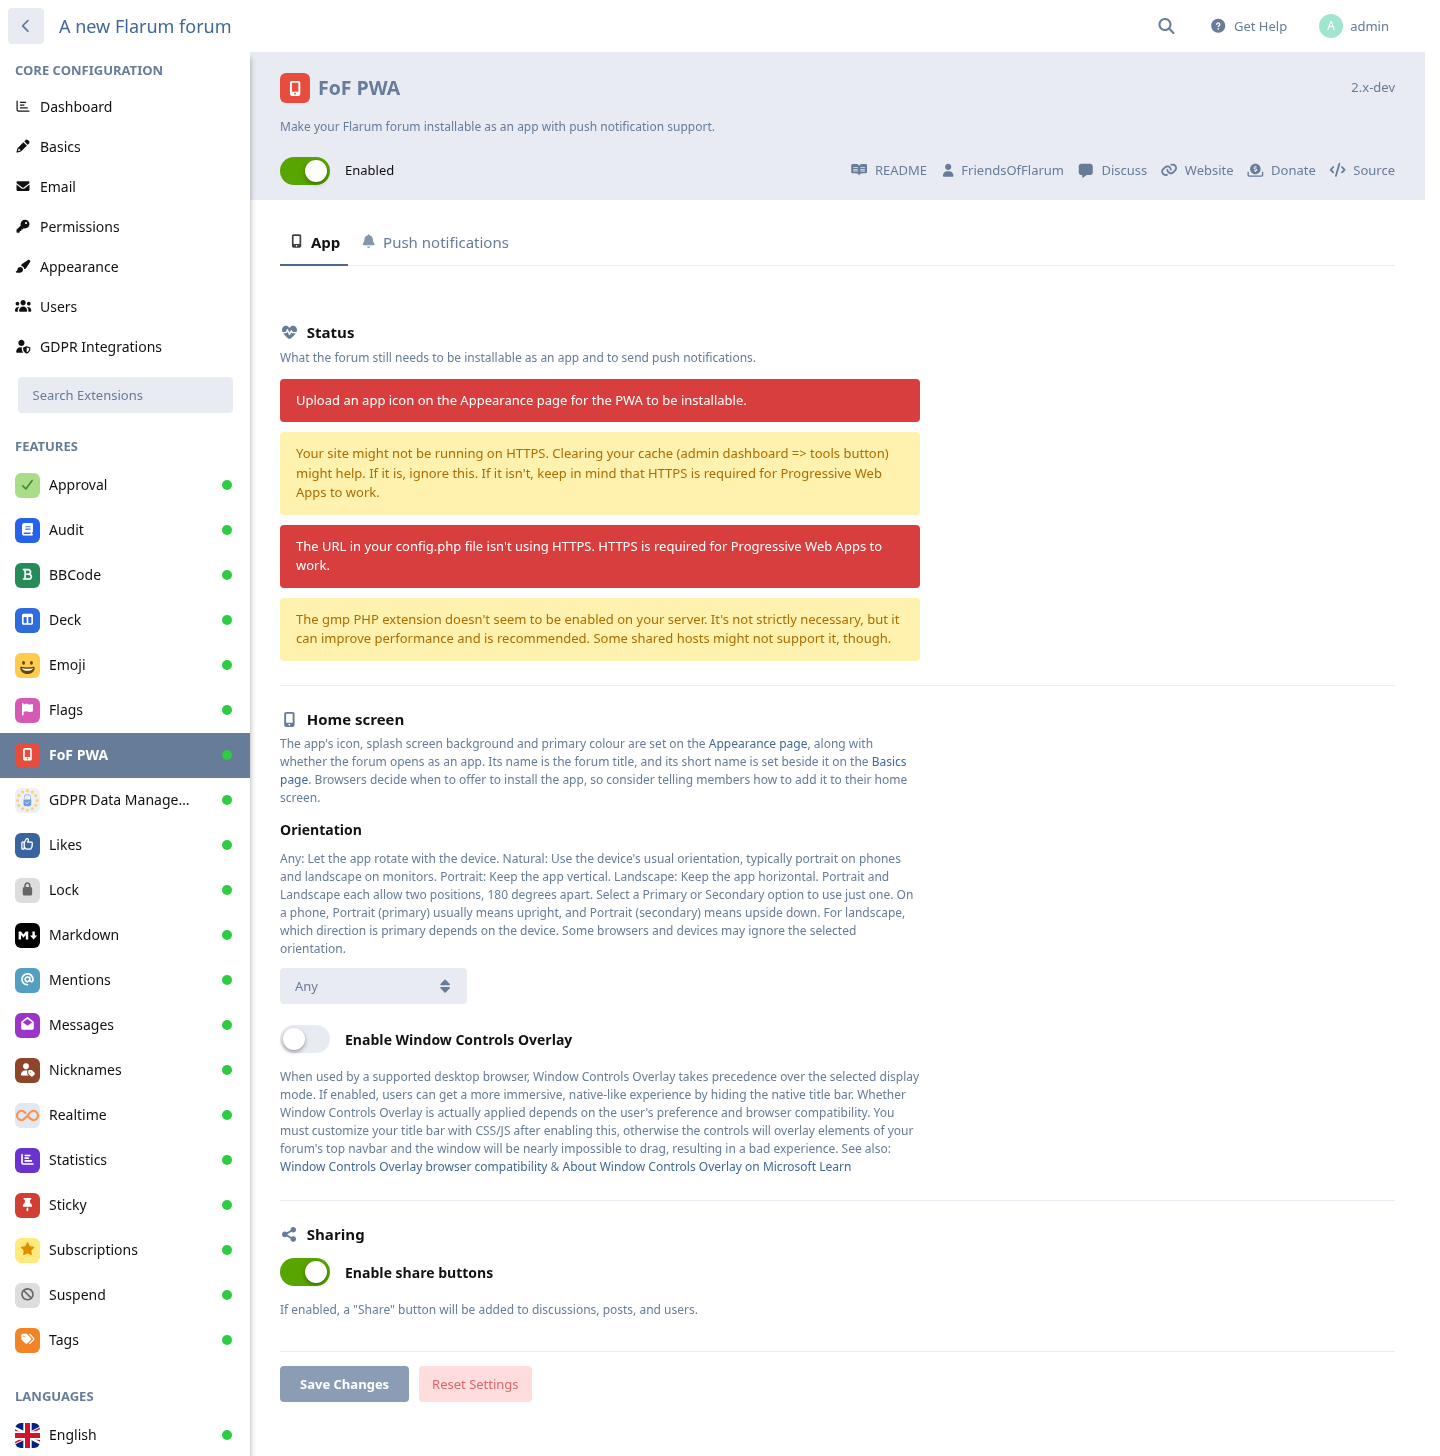 A new Flarum forum
Get Help
A
admin
CORE CONFIGURATION
Dashboard
Basics
Email
Permissions
Appearance
Users
GDPR Integrations
Search Extensions
FEATURES
Approval
Audit
BBCode
Deck
Emoji
Flags
FoF PWA
GDPR Data Manage...
Likes
Lock
Markdown
Mentions
Messages
Nicknames
Realtime
Statistics
Sticky
Subscriptions
Suspend
Tags
LANGUAGES
English
FoF PWA
2.x-dev
Make your Flarum forum installable as an app with push notification support.
Enabled
README
FriendsOfFlarum
Discuss
Website
Donate
Source
App
Push notifications
Status
What the forum still needs to be installable as an app and to send push notifications.
Upload an app icon on the Appearance page for the PWA to be installable.
Your site might not be running on HTTPS. Clearing your cache (admin dashboard => tools button)
might help. If it is, ignore this. If it isn't, keep in mind that HTTPS is required for Progressive Web
Apps to work.
The URL in your config.php file isn't using HTTPS. HTTPS is required for Progressive Web Apps to
work.
The gmp PHP extension doesn't seem to be enabled on your server. It's not strictly necessary, but it
can improve performance and is recommended. Some shared hosts might not support it, though.
Home screen
The app's icon, splash screen background and primary colour are set on the Appearance page, along with
whether the forum opens as an app. Its name is the forum title, and its short name is set beside it on the Basics
page. Browsers decide when to offer to install the app, so consider telling members how to add it to their home
screen.
Orientation
Any: Let the app rotate with the device. Natural: Use the device's usual orientation, typically portrait on phones
and landscape on monitors. Portrait: Keep the app vertical. Landscape: Keep the app horizontal. Portrait and
Landscape each allow two positions, 180 degrees apart. Select a Primary or Secondary option to use just one. On
a phone, Portrait (primary) usually means upright, and Portrait (secondary) means upside down. For landscape,
which direction is primary depends on the device. Some browsers and devices may ignore the selected
orientation.
Any
Enable Window Controls Overlay
When used by a supported desktop browser, Window Controls Overlay takes precedence over the selected display
mode. If enabled, users can get a more immersive, native-like experience by hiding the native title bar. Whether
Window Controls Overlay is actually applied depends on the user's preference and browser compatibility. You
must customize your title bar with CSS/JS after enabling this, otherwise the controls will overlay elements of your
forum's top navbar and the window will be nearly impossible to drag, resulting in a bad experience. See also:
Window Controls Overlay browser compatibility & About Window Controls Overlay on Microsoft Learn
Sharing
Enable share buttons
If enabled, a "Share" button will be added to discussions, posts, and users.
Save Changes
Reset Settings